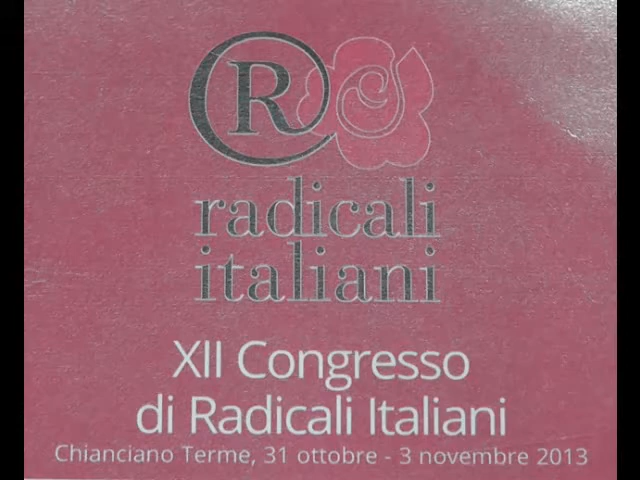 R
radicali
italiani
XII Congresso
di Radicali Italiani
Chianciano Terme, 31 ottobre - 3 novembre 2013